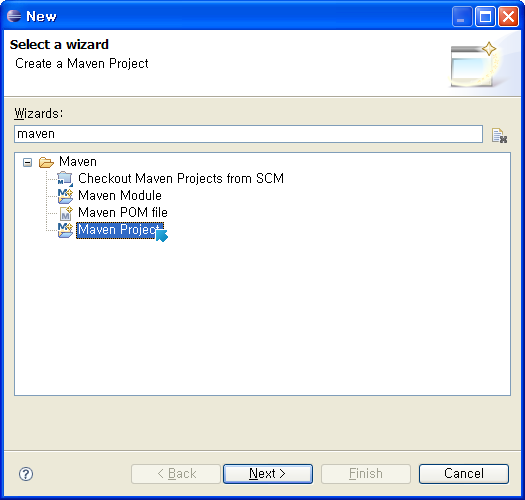 New
Select a wizard
Create a Maven Project
Wizards:
maven
Maven
Checkout Maven Projects from SCM
Maven Module
Maven POM file
Maven Project
< Back
Next >
Finish
Cancel